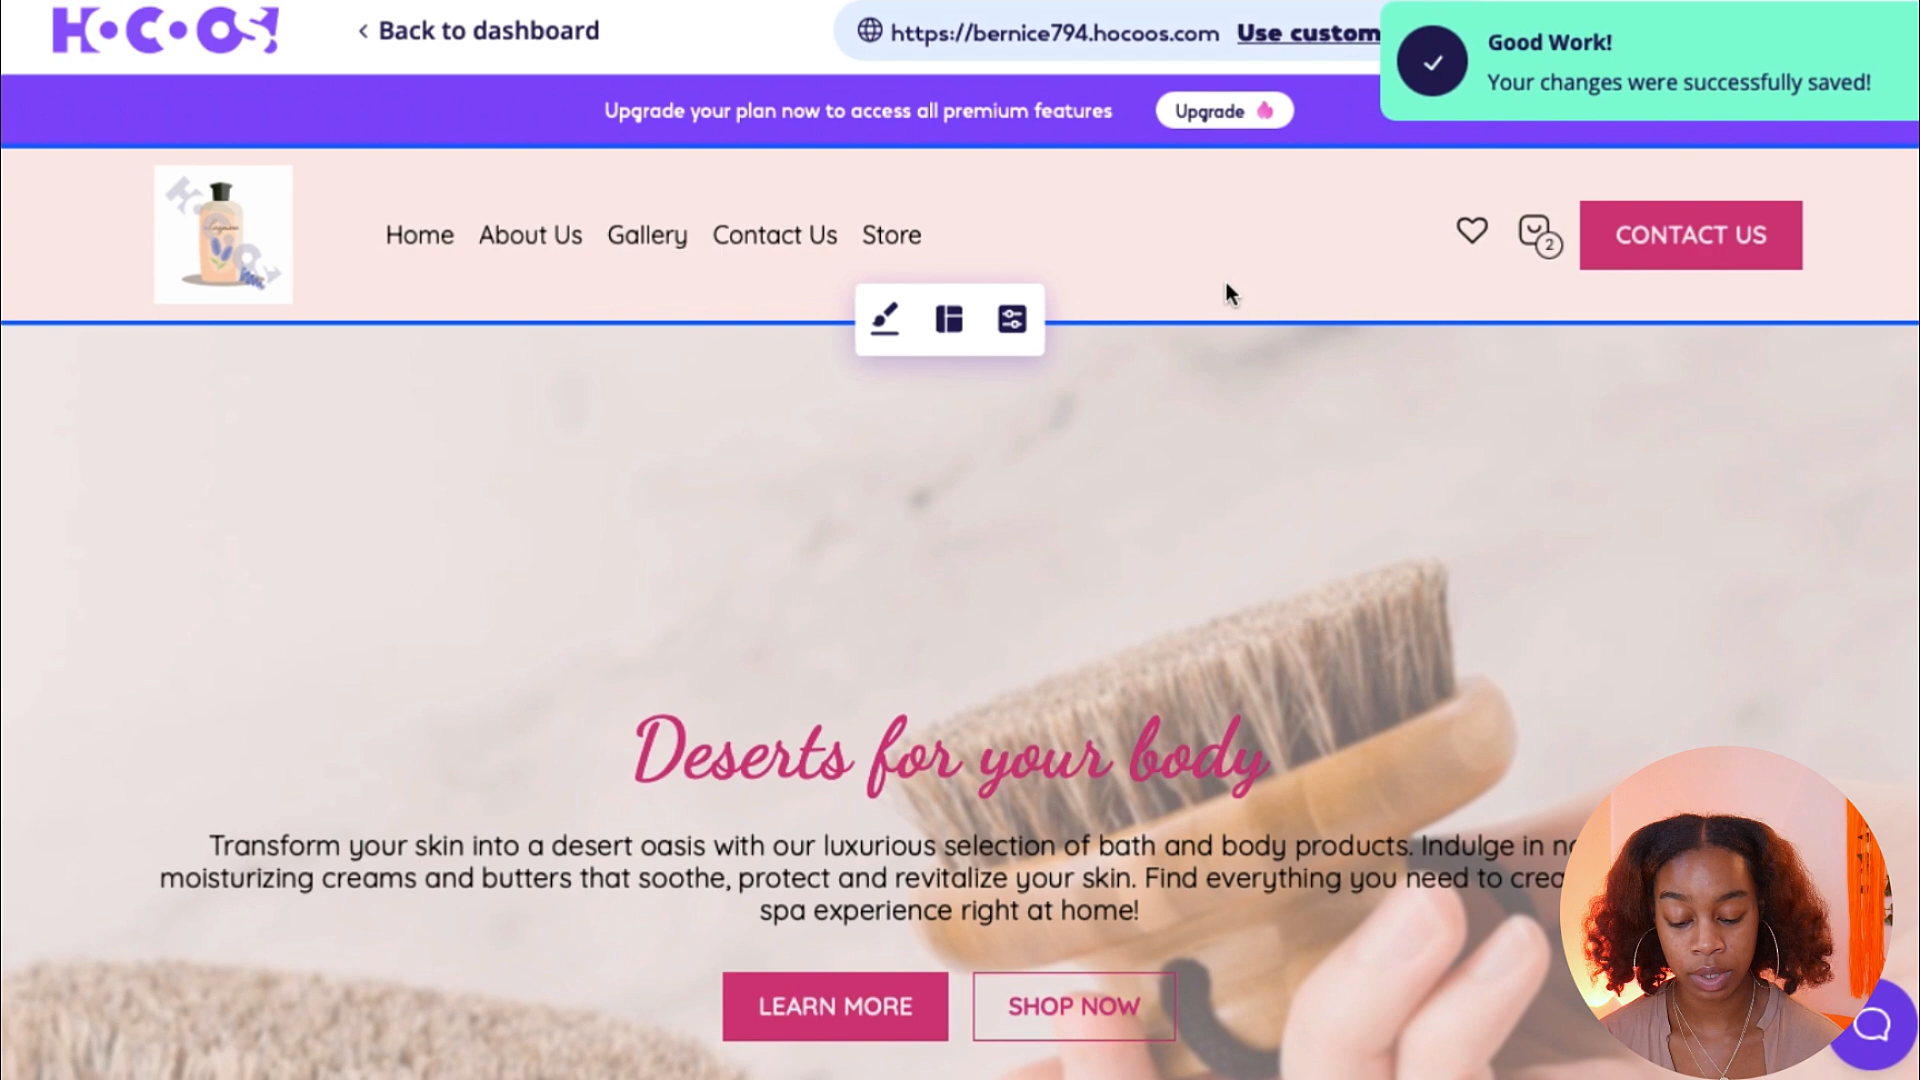 HOCOOS!
Back to dashboard
https://bernice794.hocoos.com
Use custom
Good Work!
Your changes were successfully saved!
Upgrade your plan now to access all premium features
Upgrade
Home
About Us
Gallery
Contact Us
Store
2
CONTACT US
Deserts for your body
Transform your skin into a desert oasis with our luxurious selection of bath and body products. Indulge in
moisturizing creams and butters that soothe, protect and revitalize your skin. Find everything you need to
spa experience right at home!
LEARN MORE
SHOP NOW